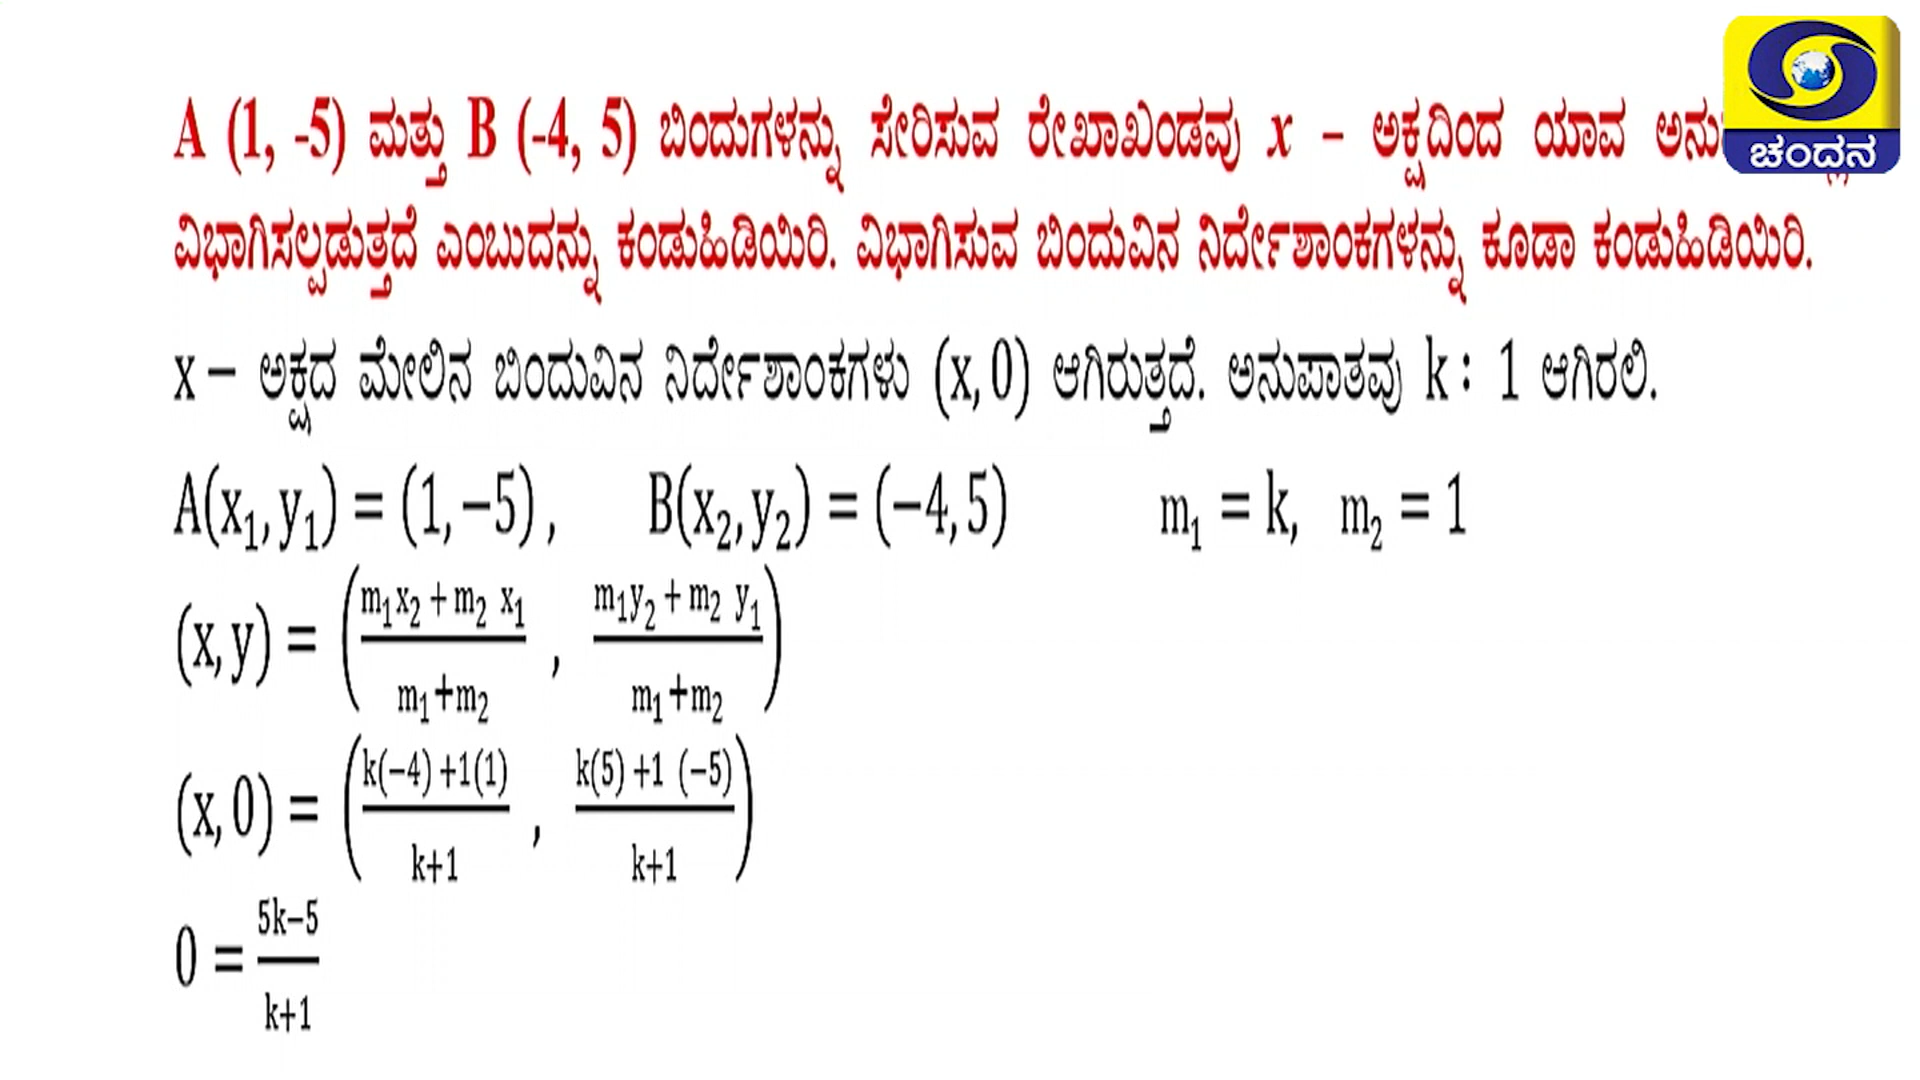 ಚಂದನ
A (1, -5) ಮತ್ತು B (-4, 5) ಬಿಂದುಗಳನ್ನು ಸೇರಿಸುವ ರೇಖಾಖಂಡವು x – ಅಕ್ಷದಿಂದ ಯಾವ
ವಿಭಾಗಿಸಲ್ಪಡುತ್ತದೆ ಎಂಬುದನ್ನು ಕಂಡುಹಿಡಿಯಿರಿ. ವಿಭಾಗಿಸುವ ಬಿಂದುವಿನ ನಿರ್ದೇಶಾಂಕಗಳನ್ನು ಕೂಡಾ ಕಂಡುಹಿಡಿಯಿರಿ.
x – ಅಕ್ಷದ ಮೇಲಿನ ಬಿಂದುವಿನ ನಿರ್ದೇಶಾಂಕಗಳು (x, 0) ಆಗಿರುತ್ತದೆ. ಅನುಪಾತವು k : 1 ಆಗಿರಲಿ.
A(x₁, y₁) = (1, −5), B(x₂, y₂) = (−4, 5) m₁ = k, m₂ = 1
(x, y) = ( (m₁x₂ + m₂ x₁)/(m₁+m₂) , (m₁y₂ + m₂ y₁)/(m₁+m₂) )
(x, 0) = ( (k(−4) +1(1))/(k+1) , (k(5) +1 (−5))/(k+1) )
0 = (5k−5)/(k+1)